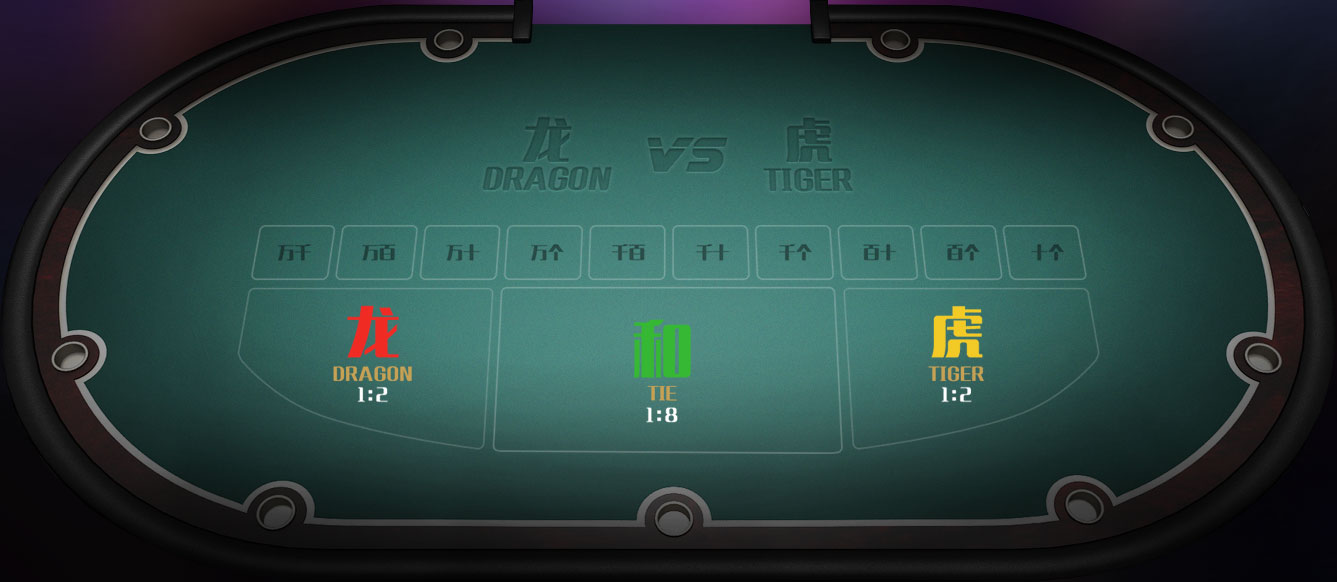 龙 VS 虎
DRAGON TIGER
万千 万百 万十 万个 千百 千十 千个 百十 百个 十个
龙
DRAGON
1:2
和
TIE
1:8
虎
TIGER
1:2